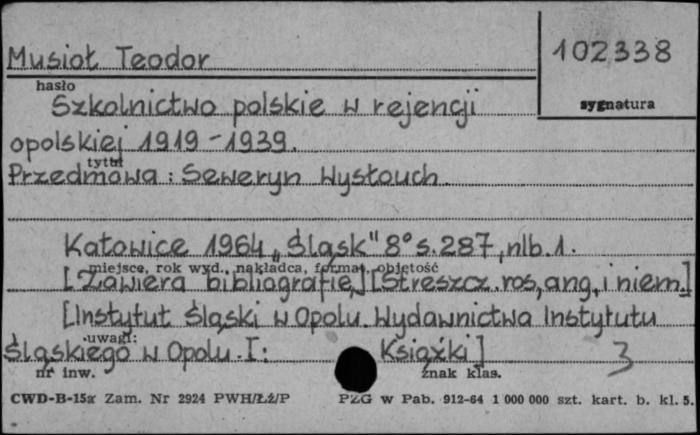 Musioł Teodor
102338
hasło
sygnatura
Szkolnictwo polskie w rejencji
opolskiej 1919-1939.
tytuł
Przedmowa: Seweryn Wysłouch.
Katowice 1964 „Śląsk" 8° s. 287, nlb. 1.
miejsce, rok wyd., nakładca, format, objętość
[Zawiera bibliografię.] [Streszcz. ros., ang. i niem.]
[Instytut Śląski w Opolu. Wydawnictwa Instytutu
uwagi:
Śląskiego w Opolu. I: Książki]
3
nr inw.
znak klas.
CWD-B-15a Zam. Nr 2924 PWH/Łź/P PZG w Pab. 912-64 1 000 000 szt. kart. b. kl. 5.